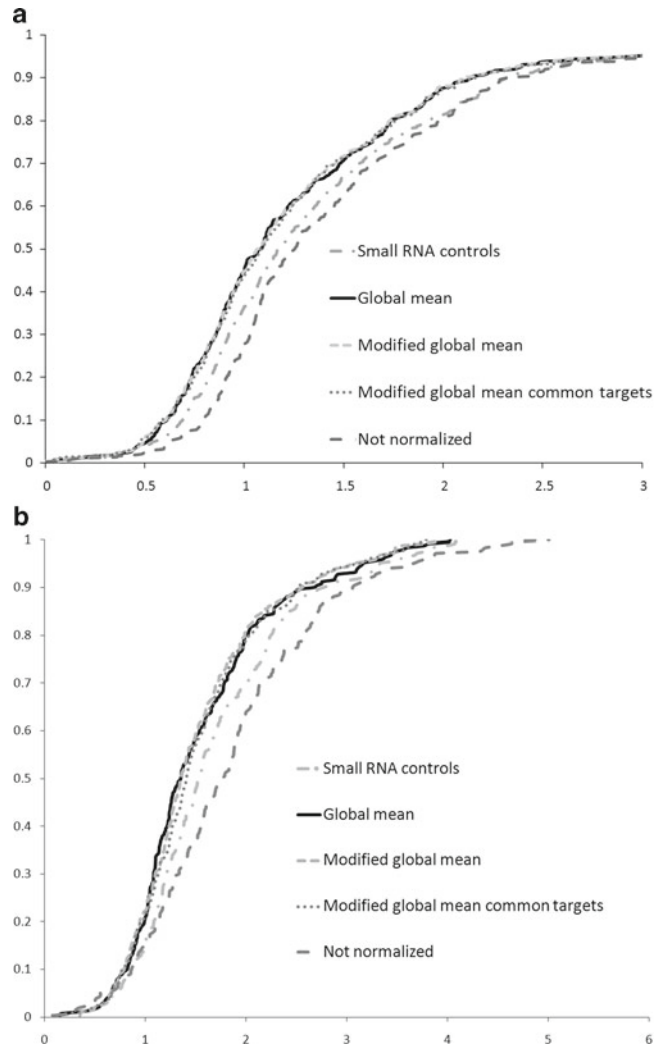 a
1
0.9
0.8
0.7
0.6
0.5
0.4
0.3
0.2
0.1
0
Small RNA controls
Global mean
Modified global mean
Modified global mean common targets
Not normalized
0 0.5 1 1.5 2 2.5 3
b
1
0.9
0.8
0.7
0.6
0.5
0.4
0.3
0.2
0.1
0
Small RNA controls
Global mean
Modified global mean
Modified global mean common targets
Not normalized
0 1 2 3 4 5 6